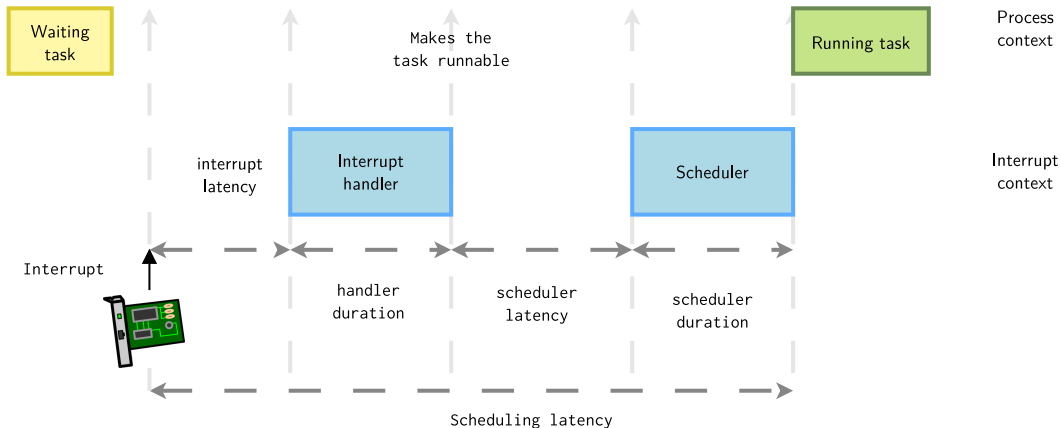 Waiting
task
Makes the
task runnable
Running task
Process
context
interrupt
latency
Interrupt
handler
Scheduler
Interrupt
context
Interrupt
handler
duration
scheduler
latency
scheduler
duration
Scheduling latency